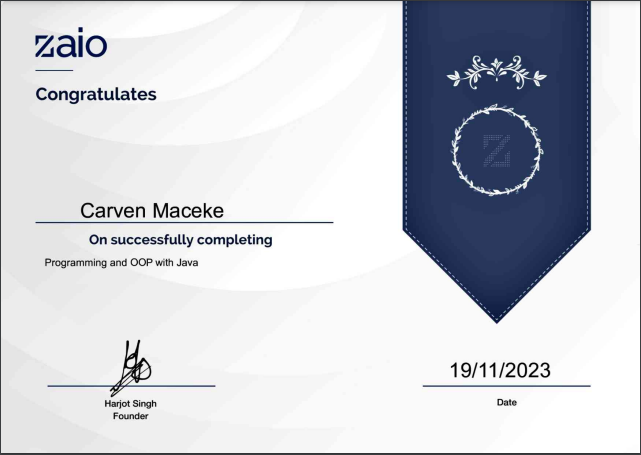 zaio
Congratulates
Carven Maceke
On successfully completing
Programming and OOP with Java
Z
19/11/2023
Harjot Singh
Founder
Date